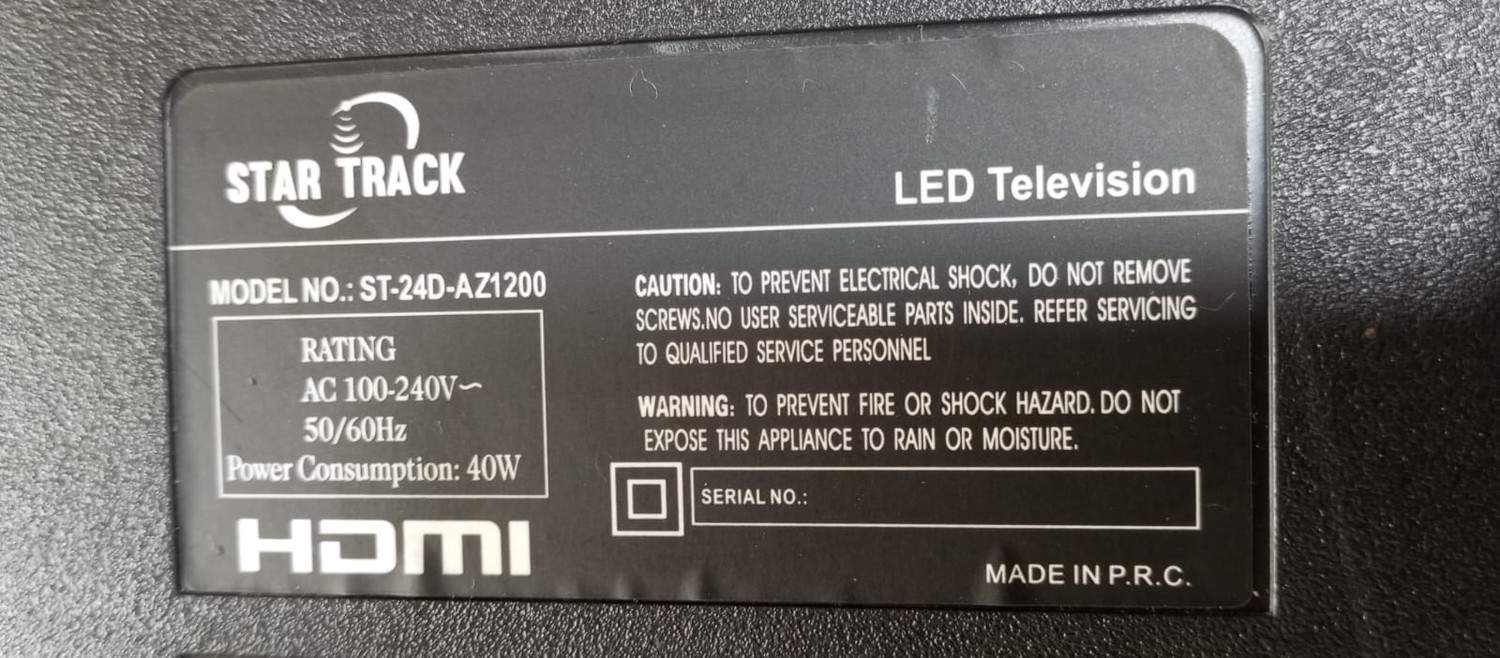 STAR TRACK
LED Television
MODEL NO.: ST-24D-AZ1200
RATING
AC 100-240V~
50/60Hz
Power Consumption: 40W
HDMI
CAUTION: TO PREVENT ELECTRICAL SHOCK, DO NOT REMOVE
SCREWS.NO USER SERVICEABLE PARTS INSIDE. REFER SERVICING
TO QUALIFIED SERVICE PERSONNEL
WARNING: TO PREVENT FIRE OR SHOCK HAZARD. DO NOT
EXPOSE THIS APPLIANCE TO RAIN OR MOISTURE.
SERIAL NO.:
MADE IN P.R.C.